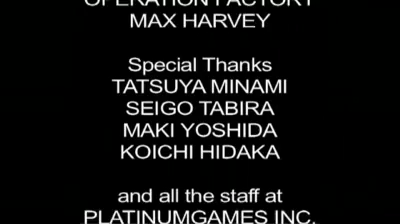 OPERATION FACTORY
MAX HARVEY
Special Thanks
TATSUYA MINAMI
SEIGO TABIRA
MAKI YOSHIDA
KOICHI HIDAKA
and all the staff at
PLATINUMGAMES INC.